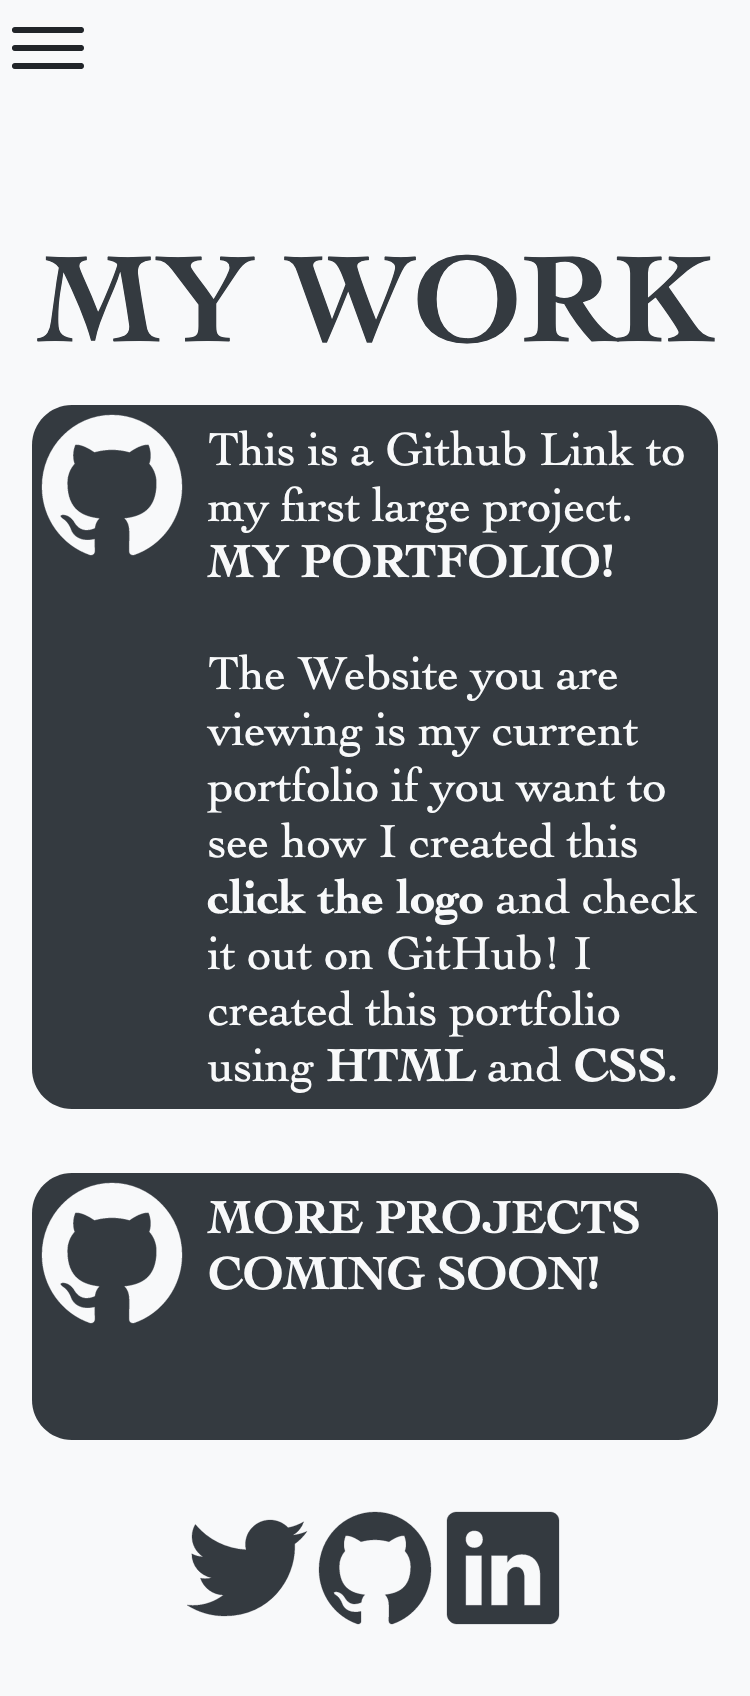 MY WORK
This is a Github Link to
my first large project.
MY PORTFOLIO!
The Website you are
viewing is my current
portfolio if you want to
see how I created this
click the logo and check
it out on GitHub! I
created this portfolio
using HTML and CSS.
MORE PROJECTS
COMING SOON!
in